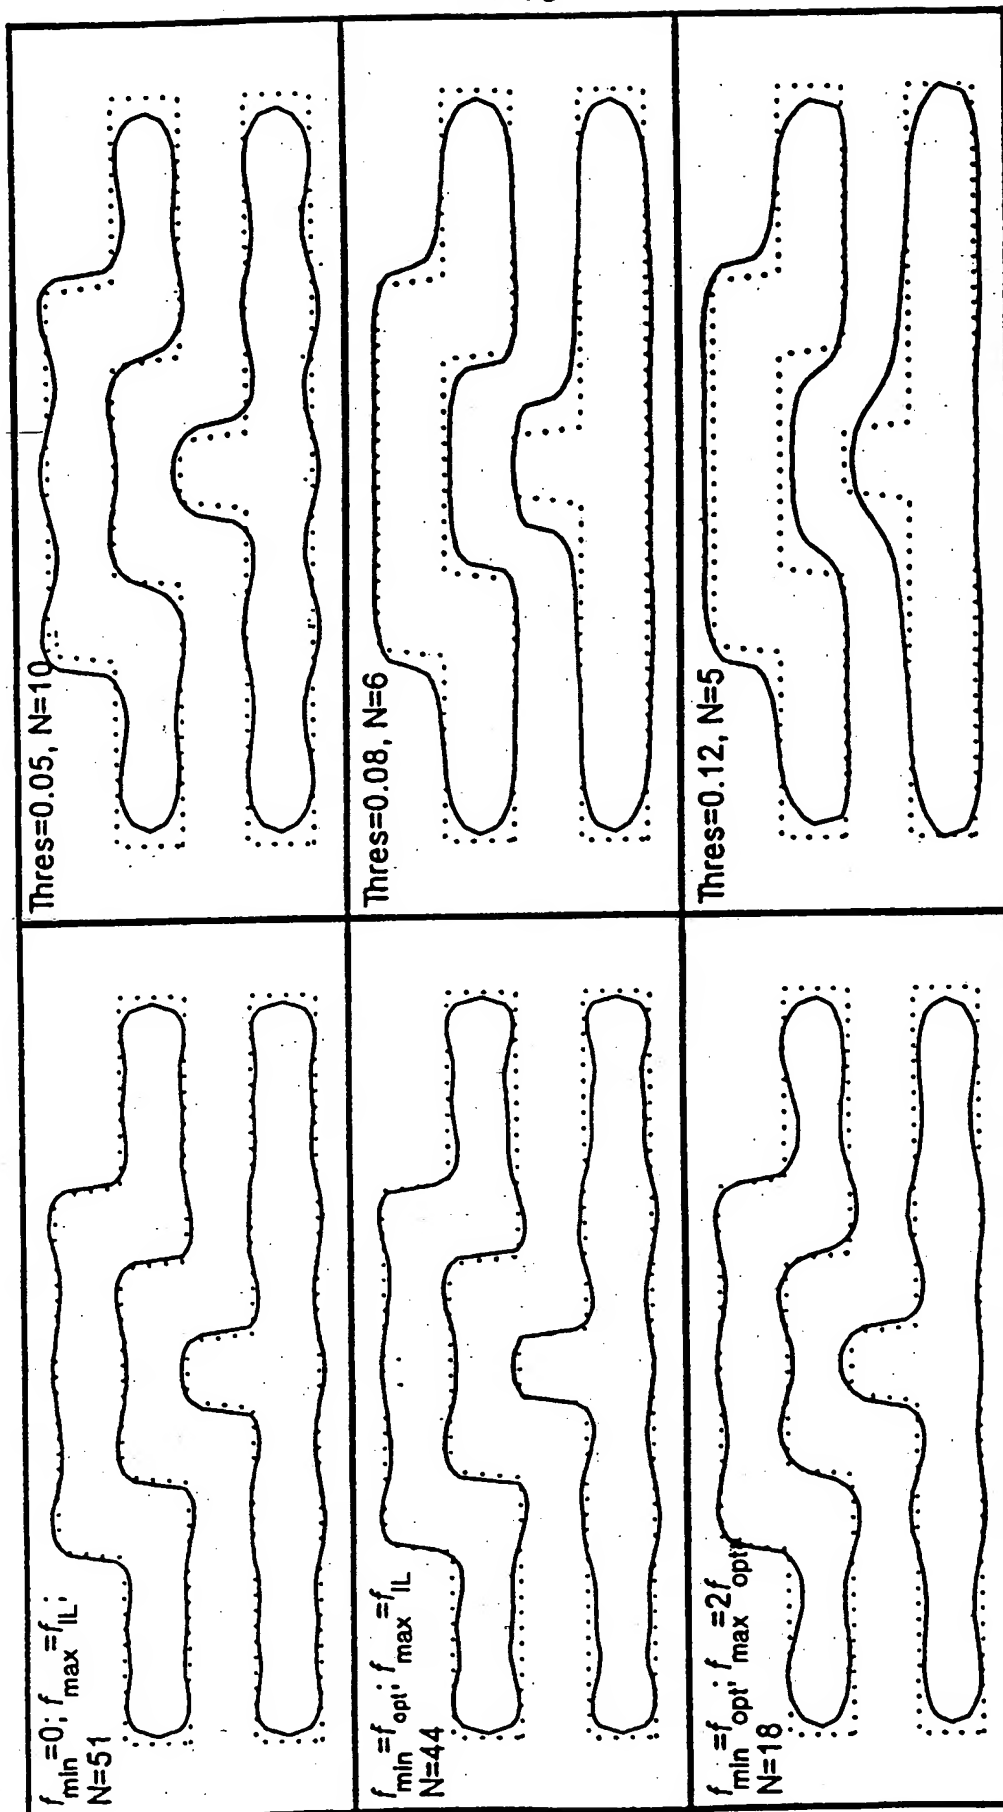 f_min=0; f_max=f_IL;
N=51
Thres=0.05, N=10
f_min=f_opt; f_max=f_IL
N=44
Thres=0.08, N=6
f_min=f_opt; f_max=2f_opt
N=18
Thres=0.12, N=5